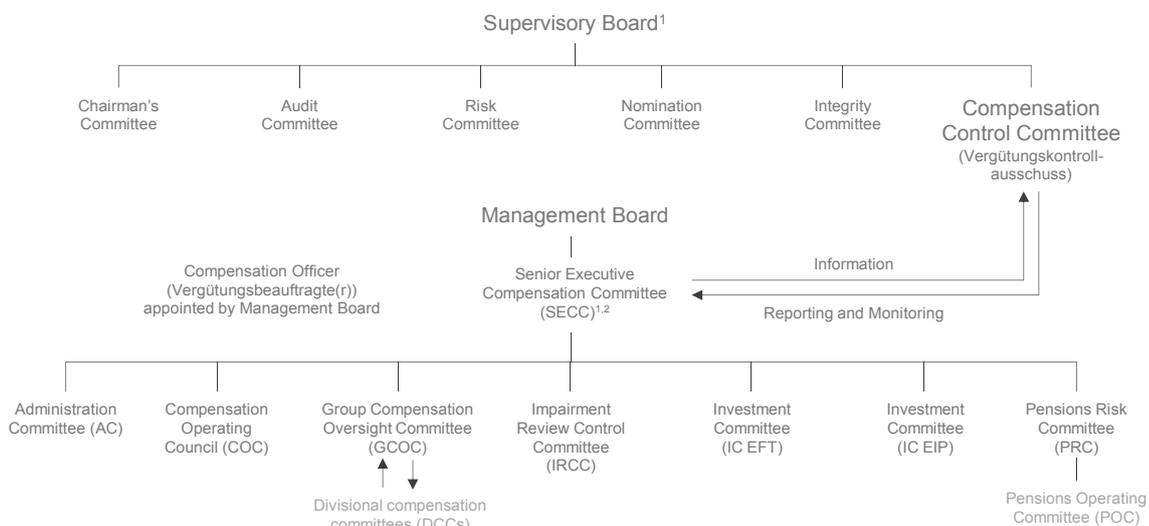 Supervisory Board¹
Chairman's
Committee
Audit
Committee
Risk
Committee
Nomination
Committee
Integrity
Committee
Compensation
Control Committee
(Vergütungskontroll-
ausschuss)
Management Board
Compensation Officer
(Vergütungsbeauftragte(r))
appointed by Management Board
Senior Executive
Compensation Committee
(SECC)¹,²
Information
Reporting and Monitoring
Administration
Committee (AC)
Compensation
Operating
Council (COC)
Group Compensation
Oversight Committee
(GCOC)
Impairment
Review Control
Committee
(IRCC)
Investment
Committee
(IC EFT)
Investment
Committee
(IC EIP)
Pensions Risk
Committee
(PRC)
Divisional compensation
committees (DCCs)
Pensions Operating
Committee (POC)